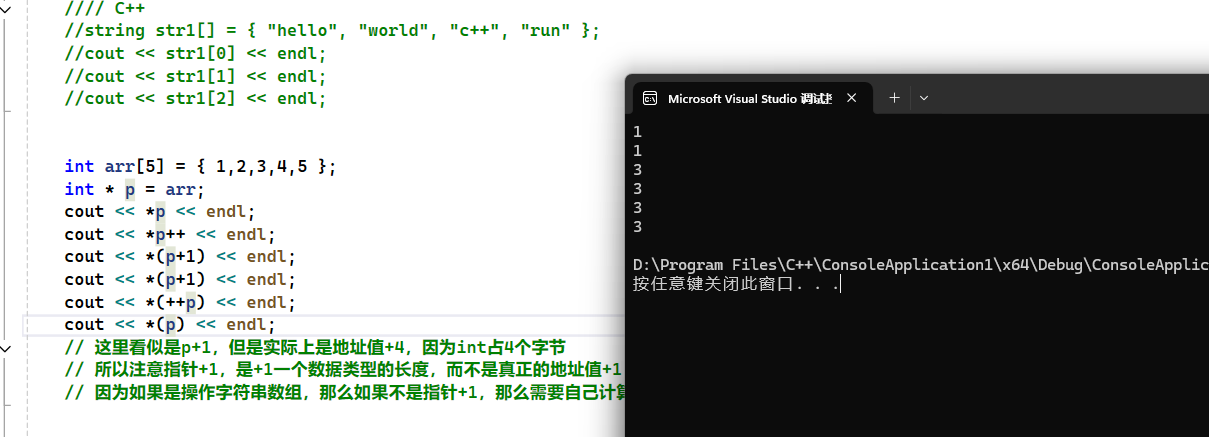 //// C++
//string str1[] = { "hello", "world", "c++", "run" };
//cout << str1[0] << endl;
//cout << str1[1] << endl;
//cout << str1[2] << endl;
int arr[5] = { 1,2,3,4,5 };
int * p = arr;
cout << *p << endl;
cout << *p++ << endl;
cout << *(p+1) << endl;
cout << *(p+1) << endl;
cout << *(++p) << endl;
cout << *(p) << endl;
// 这里看似是p+1，但是实际上是地址值+4，因为int占4个字节
// 所以注意指针+1，是+1一个数据类型的长度，而不是真正的地址值+1
// 因为如果是操作字符串数组，那么如果不是指针+1，那么需要自己计算
Microsoft Visual Studio 调试
1
1
3
3
3
3
D:\Program Files\C++\ConsoleApplication1\x64\Debug\ConsoleApplic
按任意键关闭此窗口. . .